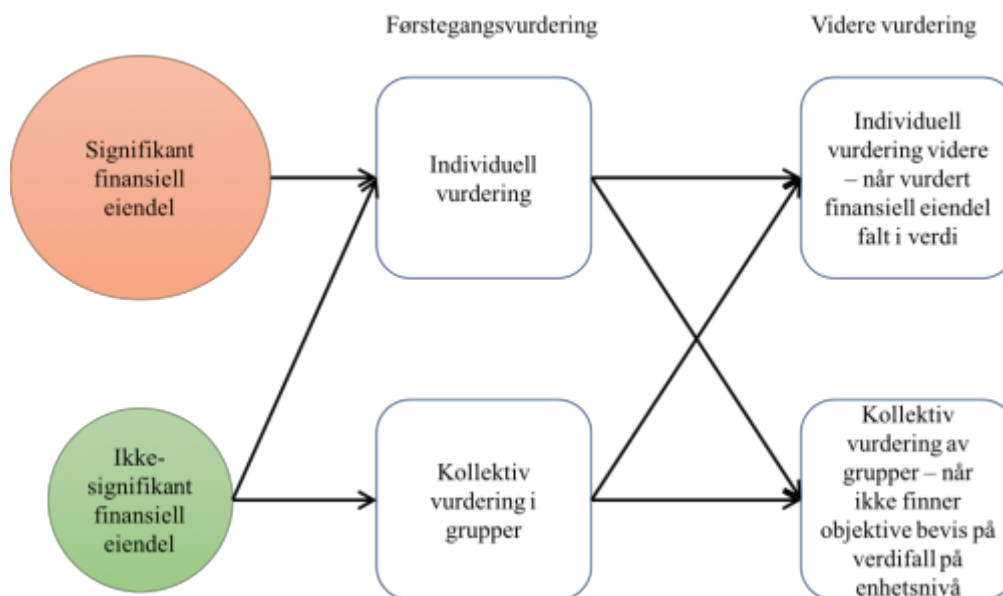 Førstegangsvurdering
Videre vurdering
Signifikant
finansiell
eiendel
Individuell
vurdering
Individuell
vurdering videre
– når vurdert
finansiell eiendel
falt i verdi
Ikke-
signifikant
finansiell
eiendel
Kollektiv
vurdering i
grupper
Kollektiv
vurdering av
grupper – når
ikke finner
objektive bevis på
verdifall på
enhetsnivå